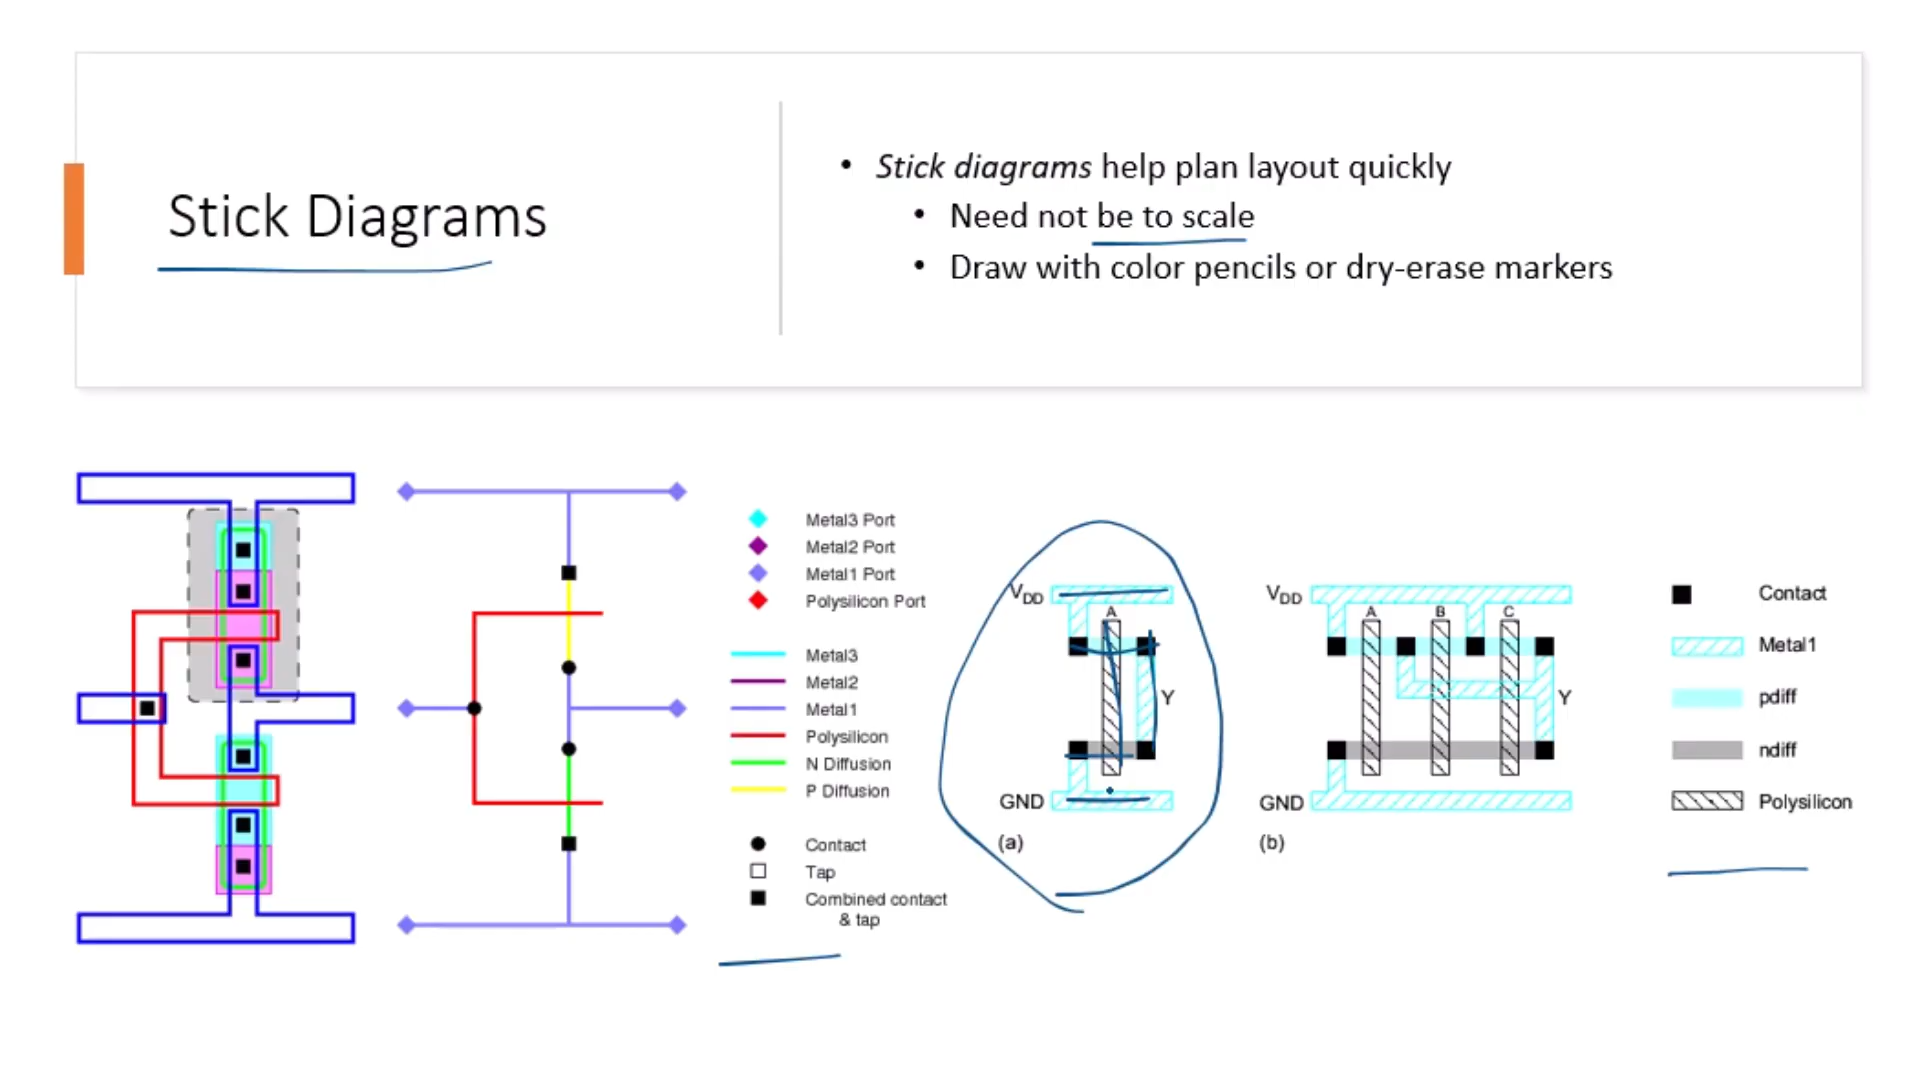 Stick Diagrams
• Stick diagrams help plan layout quickly
• Need not be to scale
• Draw with color pencils or dry-erase markers
Metal3 Port
Metal2 Port
Metal1 Port
Polysilicon Port
Metal3
Metal2
Metal1
Polysilicon
N Diffusion
P Diffusion
Contact
Tap
Combined contact
& tap
VDD
A
Y
GND
(a)
VDD
A B C
Y
GND
(b)
Contact
Metal1
pdiff
ndiff
Polysilicon